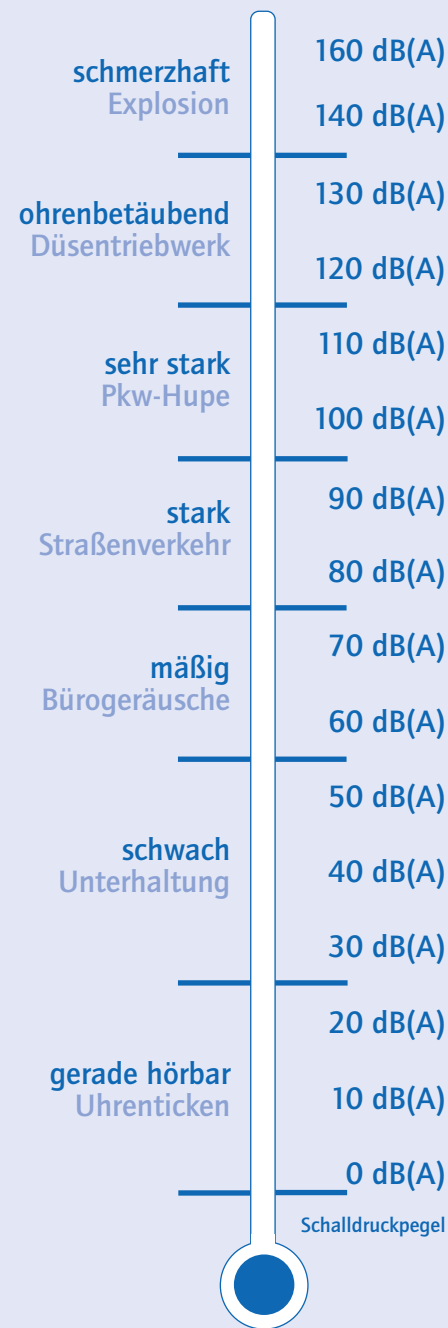 160 dB(A)
schmerzhaft
Explosion
140 dB(A)
130 dB(A)
ohrenbetäubend
Düsentriebwerk
120 dB(A)
110 dB(A)
sehr stark
Pkw-Hupe
100 dB(A)
90 dB(A)
stark
Straßenverkehr
80 dB(A)
70 dB(A)
mäßig
Bürogeräusche
60 dB(A)
50 dB(A)
schwach
40 dB(A)
Unterhaltung
30 dB(A)
20 dB(A)
gerade hörbar
Uhrenticken
10 dB(A)
0 dB(A)
Schalldruckpegel